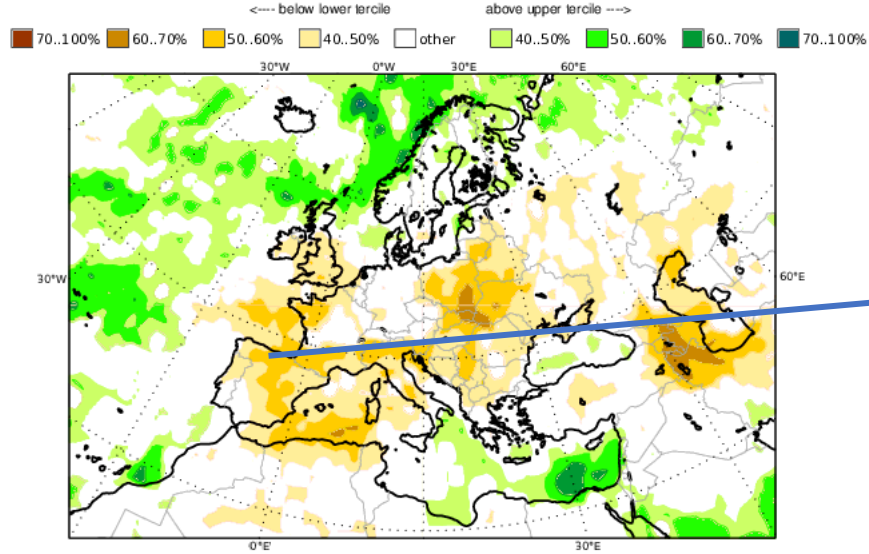 <---- below lower tercile above upper tercile ---->
70..100% 60..70% 50..60% 40..50% other 40..50% 50..60% 60..70% 70..100%
30°W 0°W 30°E 60°E
30°W 60°E
0°E 30°E